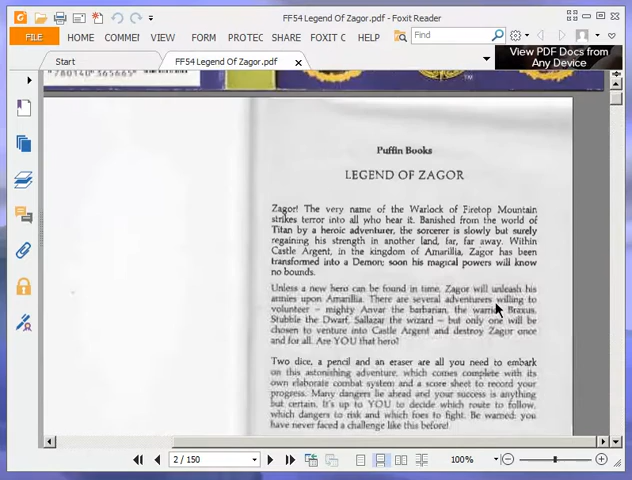 FF54 Legend Of Zagor.pdf - Foxit Reader
FILE HOME COMMEI VIEW FORM PROTEC SHARE FOXIT C HELP Find
Start FF54 Legend Of Zagor.pdf View PDF Docs from
Any Device
9 780140 365665
TM
Puffin Books
LEGEND OF ZAGOR
Zagor! The very name of the Warlock of Firetop Mountain
strikes terror into all who hear it. Banished from the world of
Titan by a heroic adventurer, the sorcerer is slowly but surely
regaining his strength in another land, far, far away. Within
Castle Argent, in the kingdom of Amarillia, Zagor has been
transformed into a Demon; soon his magical powers will know
no bounds.
Unless a new hero can be found in time, Zagor will unleash his
armies upon Amarillia. There are several adventurers willing to
volunteer – mighty Anvar the barbarian, the warrior Braxus,
Stubble the Dwarf, Sallazar the wizard – but only one will be
chosen to venture into Castle Argent and destroy Zagor once
and for all. Are YOU that hero?
Two dice, a pencil and an eraser are all you need to embark
on this astonishing adventure, which comes complete with its
own elaborate combat system and a score sheet to record your
progress. Many dangers lie ahead and your success is anything
but certain. It's up to YOU to decide which route to follow,
which dangers to risk and which foes to fight. Be warned: you
have never faced a challenge like this before!
2 / 150 100%